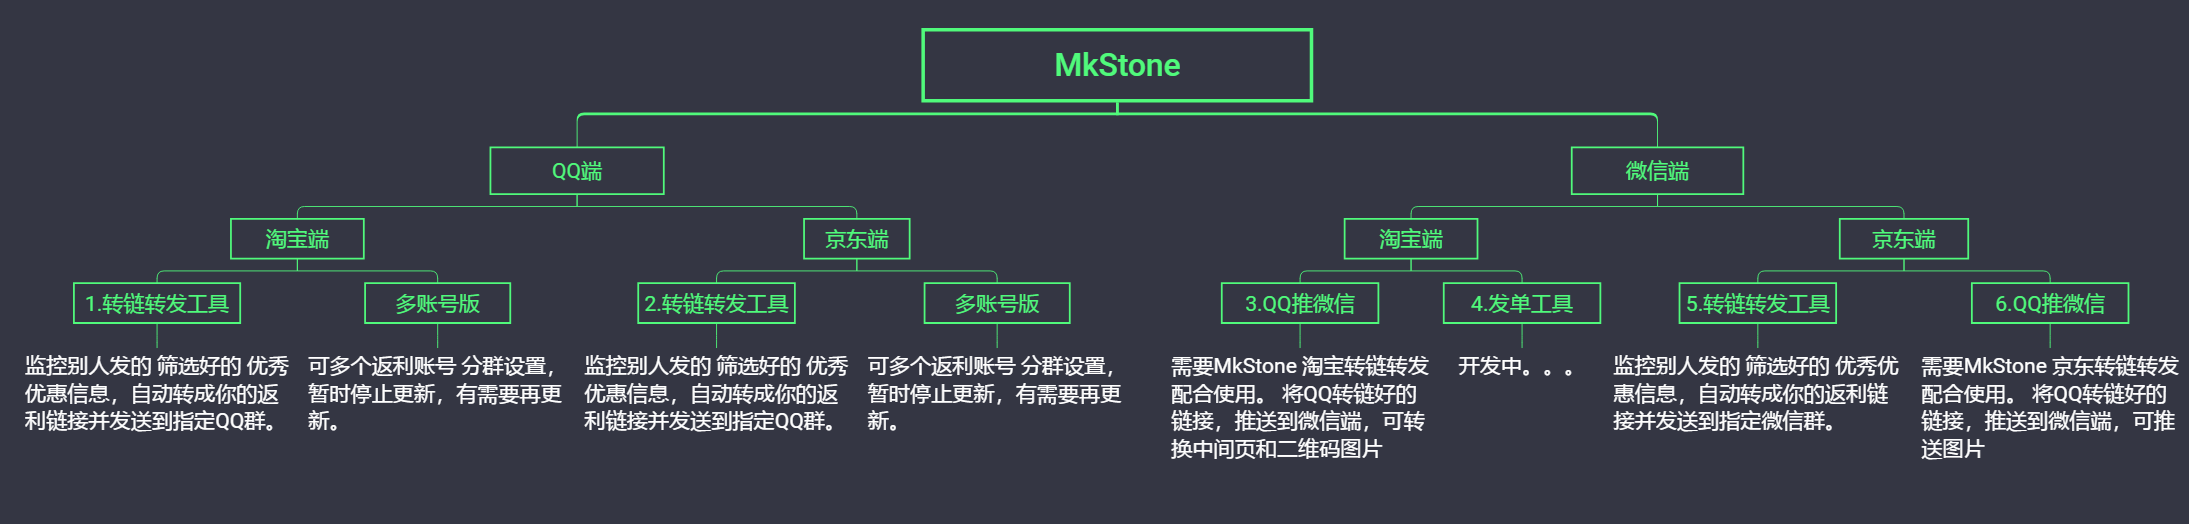 MkStone
QQ端
微信端
淘宝端
京东端
淘宝端
京东端
1.转链转发工具
多账号版
2.转链转发工具
多账号版
3.QQ推微信
4.发单工具
5.转链转发工具
6.QQ推微信
监控别人发的 筛选好的 优秀
优惠信息，自动转成你的返
利链接并发送到指定QQ群。
可多个返利账号 分群设置，
暂时停止更新，有需要再更
新。
监控别人发的 筛选好的 优秀
优惠信息，自动转成你的返
利链接并发送到指定QQ群。
可多个返利账号 分群设置，
暂时停止更新，有需要再更
新。
需要MkStone 淘宝转链转发
配合使用。 将QQ转链好的
链接，推送到微信端，可转
换中间页和二维码图片
开发中。。。
监控别人发的 筛选好的 优秀优
惠信息，自动转成你的返利链
接并发送到指定微信群。
需要MkStone 京东转链转发
配合使用。 将QQ转链好的
链接，推送到微信端，可推
送图片